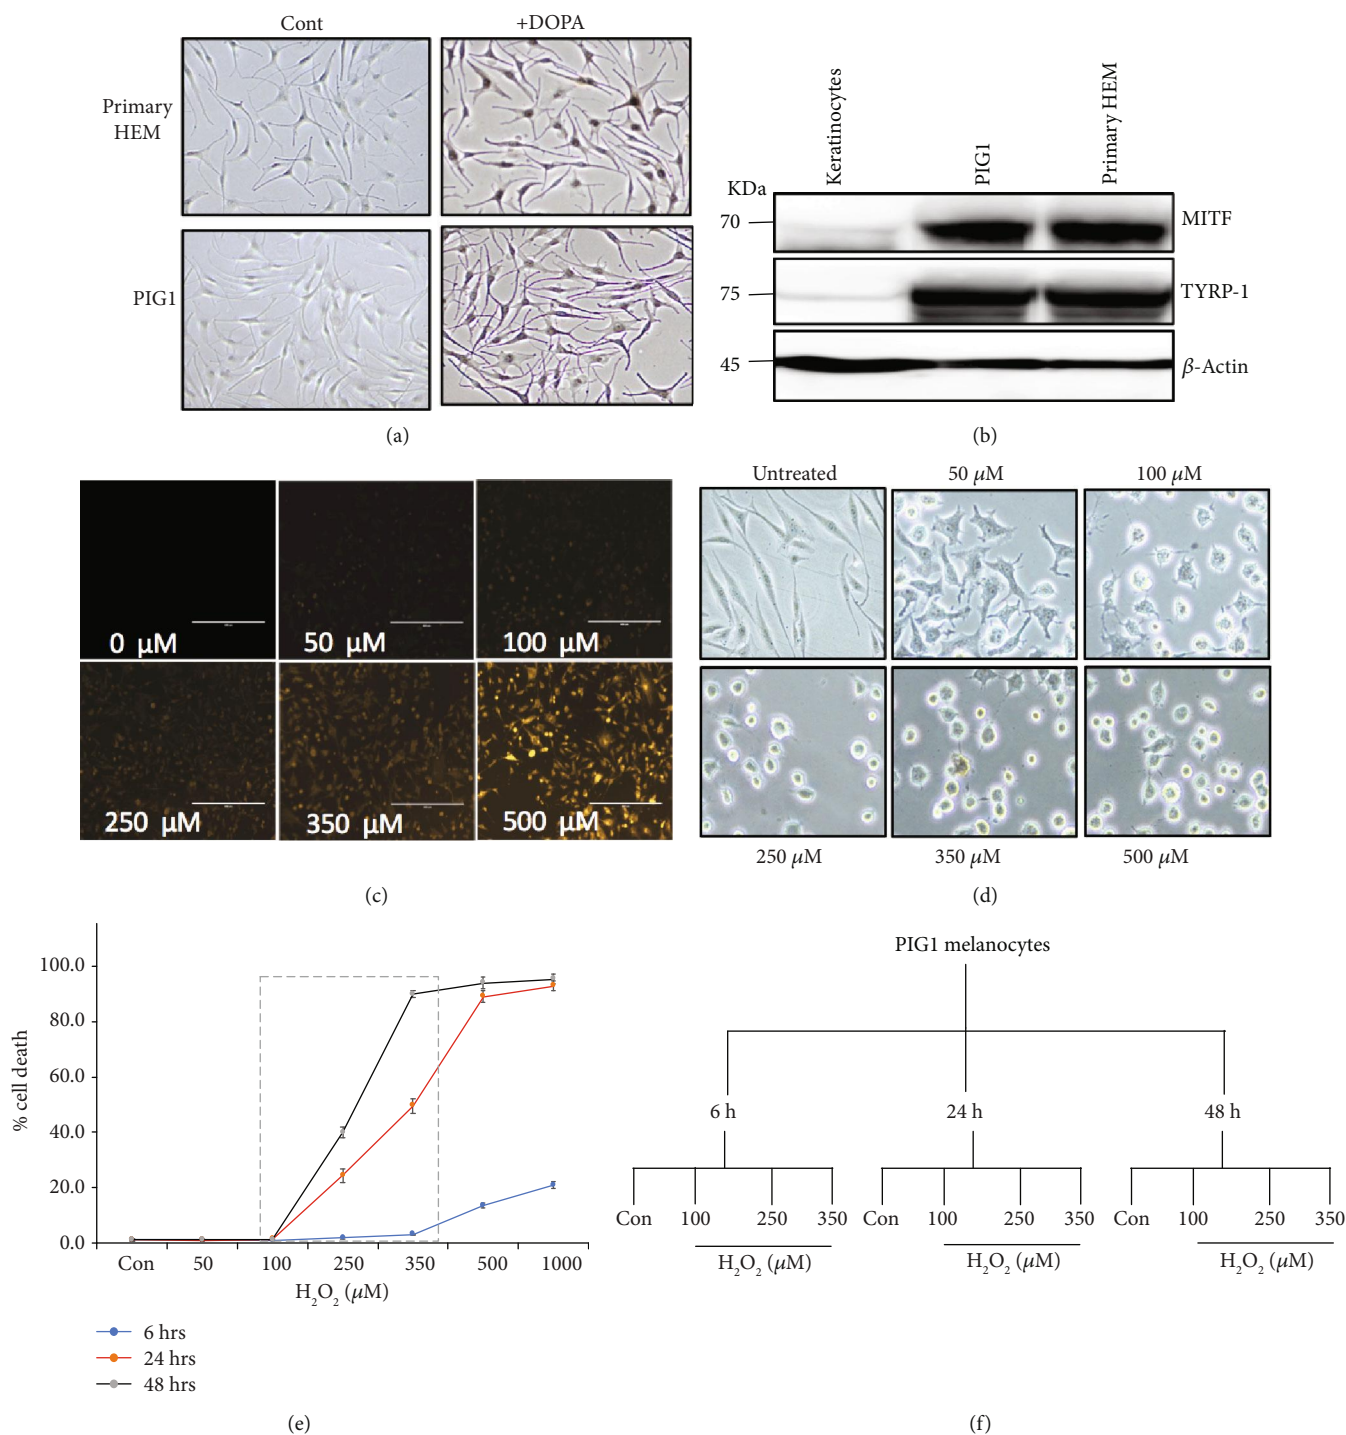 Cont
+DOPA
Primary
HEM
PIG1
(a)
Keratinocytes
PIG1
Primary HEM
KDa
70
MITF
75
TYRP-1
45
β-Actin
(b)
0 μM
50 μM
100 μM
250 μM
350 μM
500 μM
(c)
Untreated
50 μM
100 μM
250 μM
350 μM
500 μM
(d)
% cell death
100.0
80.0
60.0
40.0
20.0
0.0
Con 50 100 250 350 500 1000
H₂O₂ (μM)
6 hrs
24 hrs
48 hrs
(e)
PIG1 melanocytes
6 h 24 h 48 h
Con 100 250 350 Con 100 250 350 Con 100 250 350
H₂O₂ (μM) H₂O₂ (μM) H₂O₂ (μM)
(f)